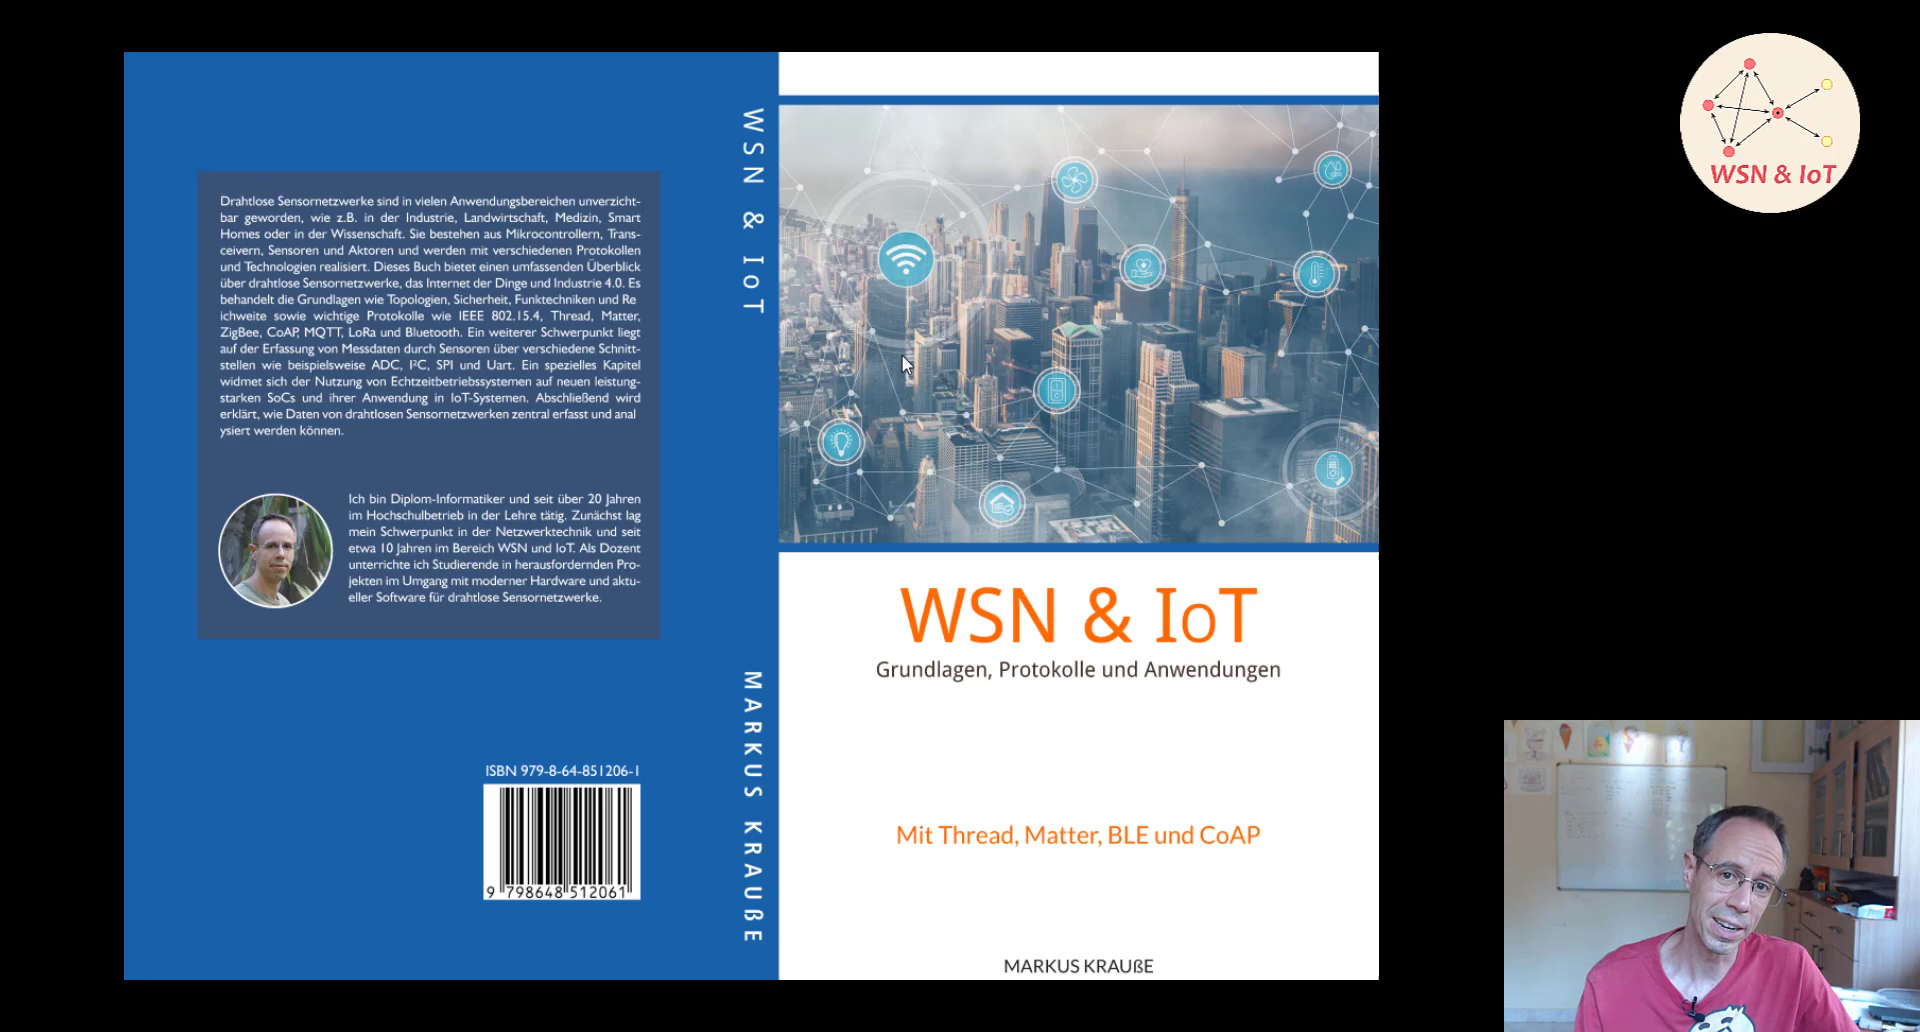 Drahtlose Sensornetzwerke sind in vielen Anwendungsbereichen unverzicht-
bar geworden, wie z.B. in der Industrie, Landwirtschaft, Medizin, Smart
Homes oder in der Wissenschaft. Sie bestehen aus Mikrocontrollern, Trans-
ceivern, Sensoren und Aktoren und werden mit verschiedenen Protokollen
und Technologien realisiert. Dieses Buch bietet einen umfassenden Überblick
über drahtlose Sensornetzwerke, das Internet der Dinge und Industrie 4.0. Es
behandelt die Grundlagen wie Topologien, Sicherheit, Funktechniken und Re
ichweite sowie wichtige Protokolle wie IEEE 802.15.4, Thread, Matter,
ZigBee, CoAP, MQTT, LoRa und Bluetooth. Ein weiterer Schwerpunkt liegt
auf der Erfassung von Messdaten durch Sensoren über verschiedene Schnitt-
stellen wie beispielsweise ADC, I²C, SPI und Uart. Ein spezielles Kapitel
widmet sich der Nutzung von Echtzeitbetriebssystemen auf neuen leistung-
starken SoCs und ihrer Anwendung in IoT-Systemen. Abschließend wird
erklärt, wie Daten von drahtlosen Sensornetzwerken zentral erfasst und anal
ysiert werden können.
Ich bin Diplom-Informatiker und seit über 20 Jahren
im Hochschulbetrieb in der Lehre tätig. Zunächst lag
mein Schwerpunkt in der Netzwerktechnik und seit
etwa 10 Jahren im Bereich WSN und IoT. Als Dozent
unterrichte ich Studierende in herausfordernden Pro-
jekten im Umgang mit moderner Hardware und aktu-
eller Software für drahtlose Sensornetzwerke.
ISBN 979-8-64-851206-1
9 798648 512061
WSN & IoT
MARKUS KRAUßE
WSN & IoT
Grundlagen, Protokolle und Anwendungen
Mit Thread, Matter, BLE und CoAP
MARKUS KRAUßE
WSN & IoT